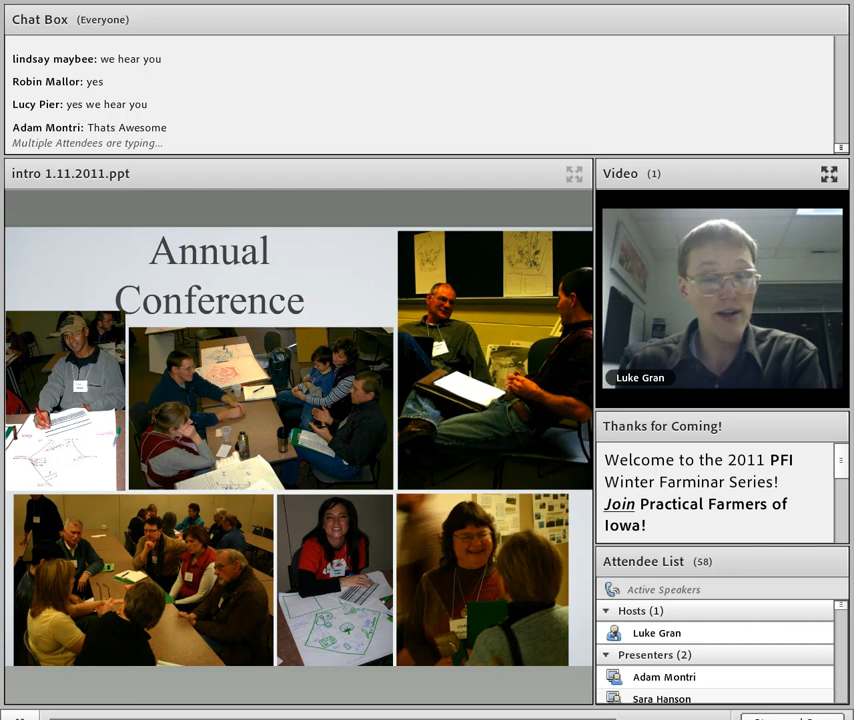 Chat Box (Everyone)
lindsay maybee: we hear you
Robin Mallor: yes
Lucy Pier: yes we hear you
Adam Montri: Thats Awesome
Multiple Attendees are typing...
intro 1.11.2011.ppt
Annual
Conference
Video (1)
Luke Gran
Thanks for Coming!
Welcome to the 2011 PFI
Winter Farminar Series!
Join Practical Farmers of
Iowa!
Attendee List (58)
Active Speakers
Hosts (1)
Luke Gran
Presenters (2)
Adam Montri
Sara Hanson